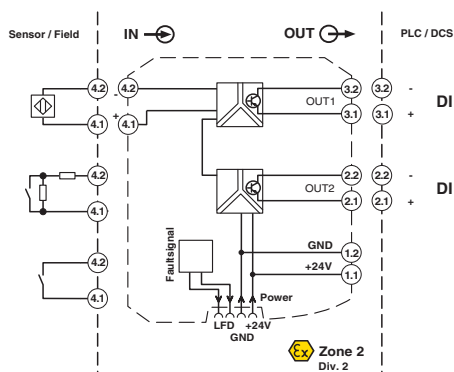 Sensor / Field
IN
OUT
PLC / DCS
4.2
4.2
-
3.2
3.2
-
OUT1
DI
4.1
+
4.1
3.1
3.1
+
4.2
2.2
2.2
-
OUT2
DI
4.1
2.1
2.1
+
Faultsignal
GND
1.2
4.2
+24V
1.1
4.1
Power
LFD
+24V
GND
Ex
Zone 2
Div. 2